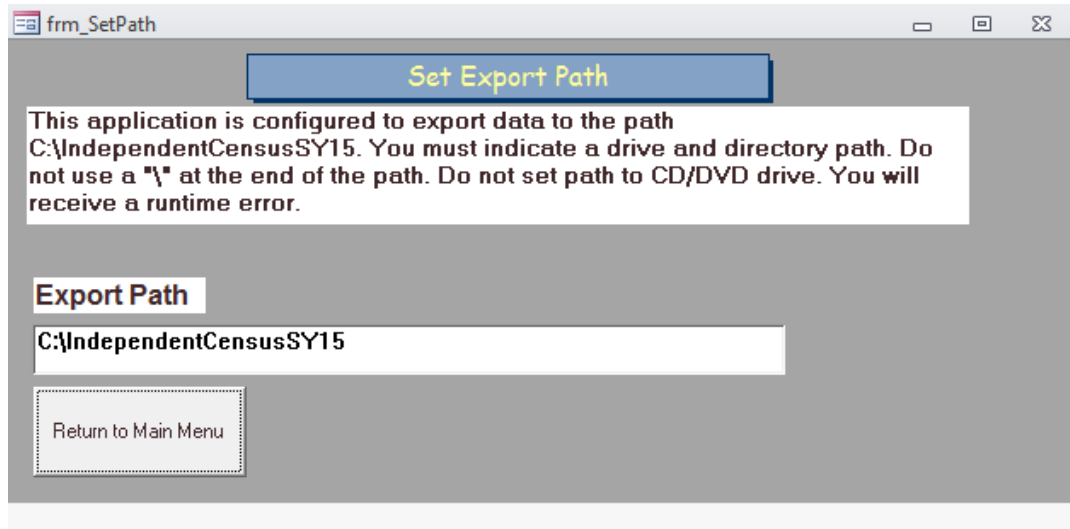 frm_SetPath
Set Export Path
This application is configured to export data to the path
C:\IndependentCensusSY15. You must indicate a drive and directory path. Do
not use a "\" at the end of the path. Do not set path to CD/DVD drive. You will
receive a runtime error.
Export Path
C:\IndependentCensusSY15
Return to Main Menu